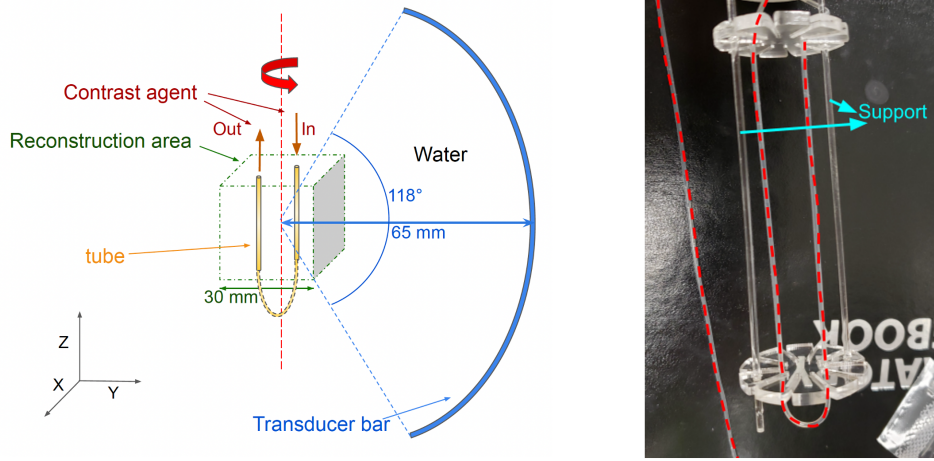 Contrast agent
Out
In
Reconstruction area
Water
118°
65 mm
tube
30 mm
Z
X
Y
Transducer bar
Support